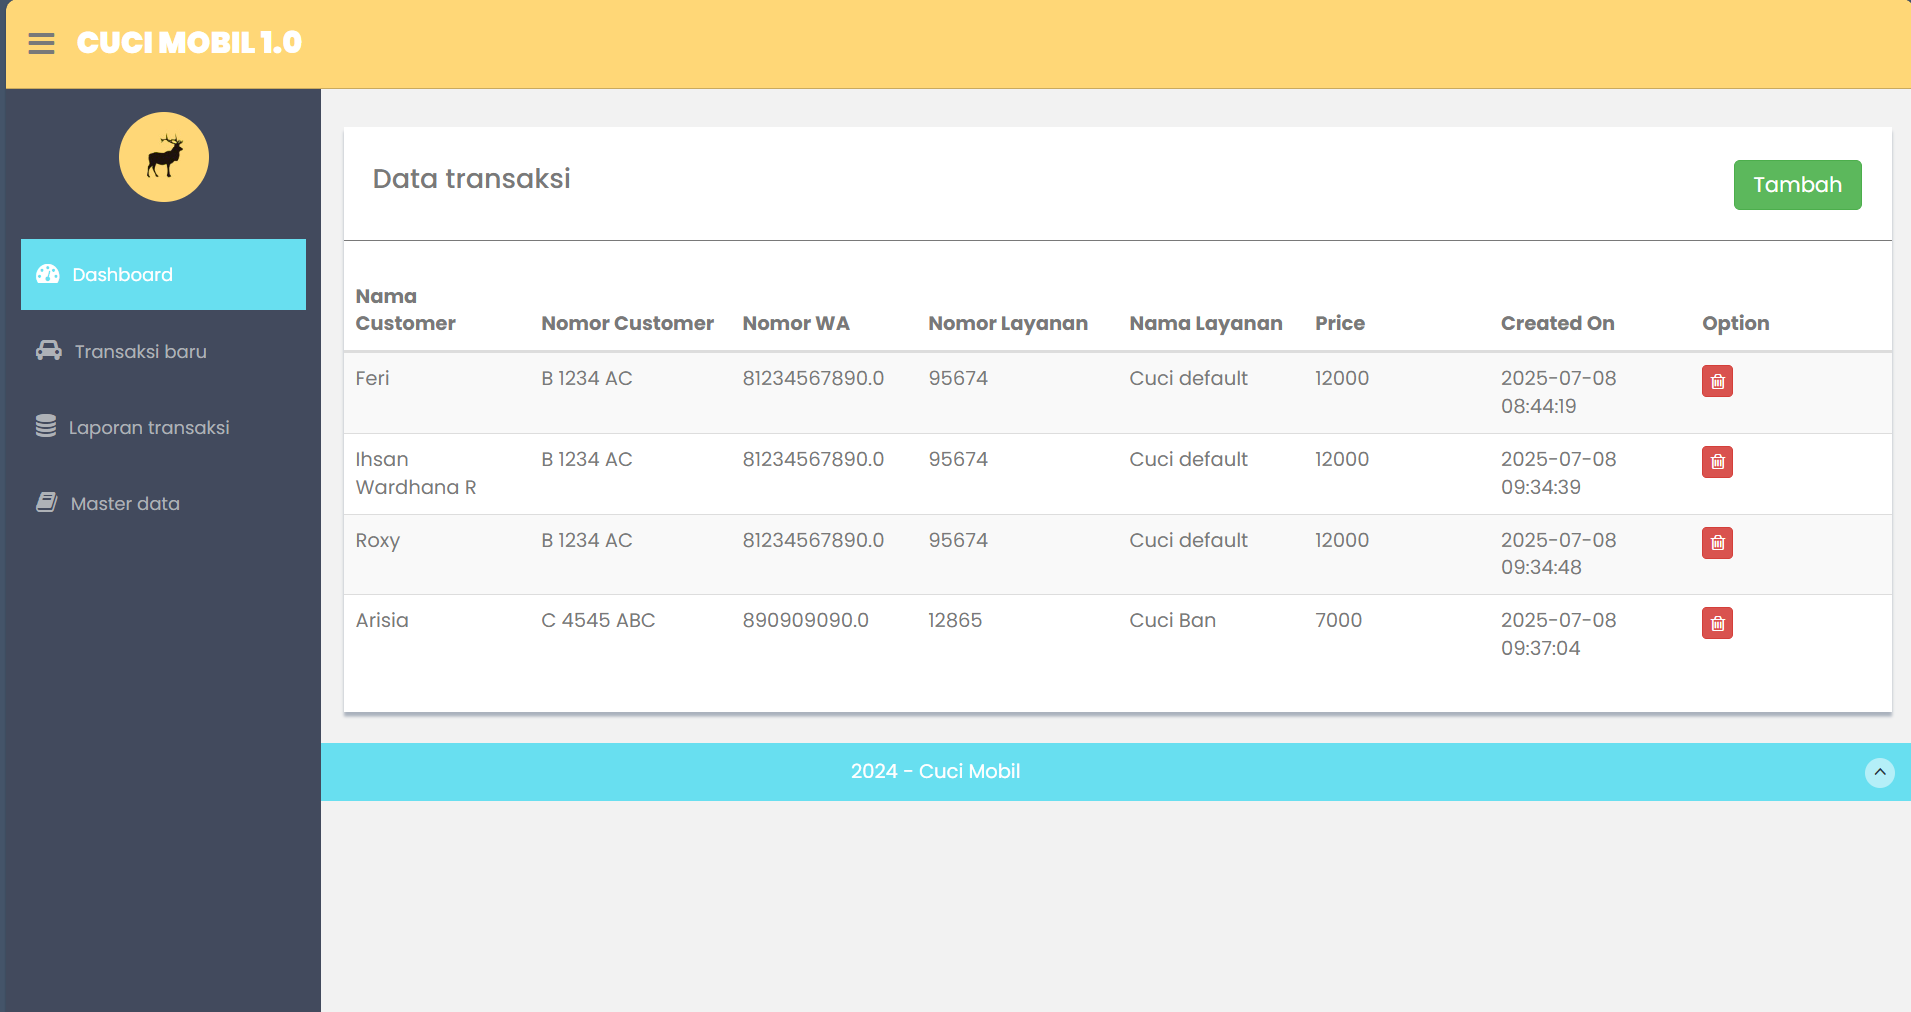 CUCI MOBIL 1.0
Dashboard
Transaksi baru
Laporan transaksi
Master data
Data transaksi
Tambah
Nama
Customer Nomor Customer Nomor WA Nomor Layanan Nama Layanan Price Created On Option
Feri B 1234 AC 81234567890.0 95674 Cuci default 12000 2025-07-08
08:44:19
Ihsan B 1234 AC 81234567890.0 95674 Cuci default 12000 2025-07-08
Wardhana R 09:34:39
Roxy B 1234 AC 81234567890.0 95674 Cuci default 12000 2025-07-08
09:34:48
Arisia C 4545 ABC 890909090.0 12865 Cuci Ban 7000 2025-07-08
09:37:04
2024 - Cuci Mobil